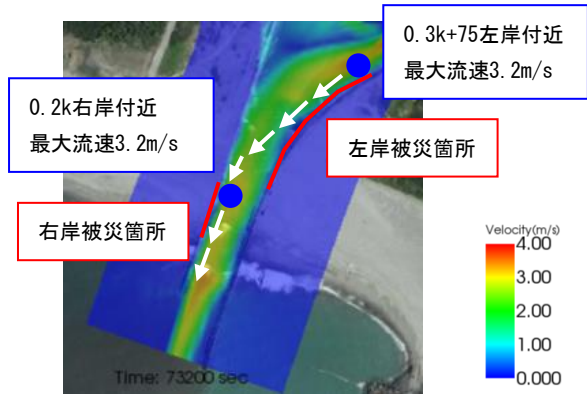 0.3k+75左岸付近
最大流速3.2m/s
0.2k右岸付近
最大流速3.2m/s
左岸被災箇所
右岸被災箇所
Velocity(m/s)
4.00
3.00
2.00
1.00
0.000
Time: 73200 sec